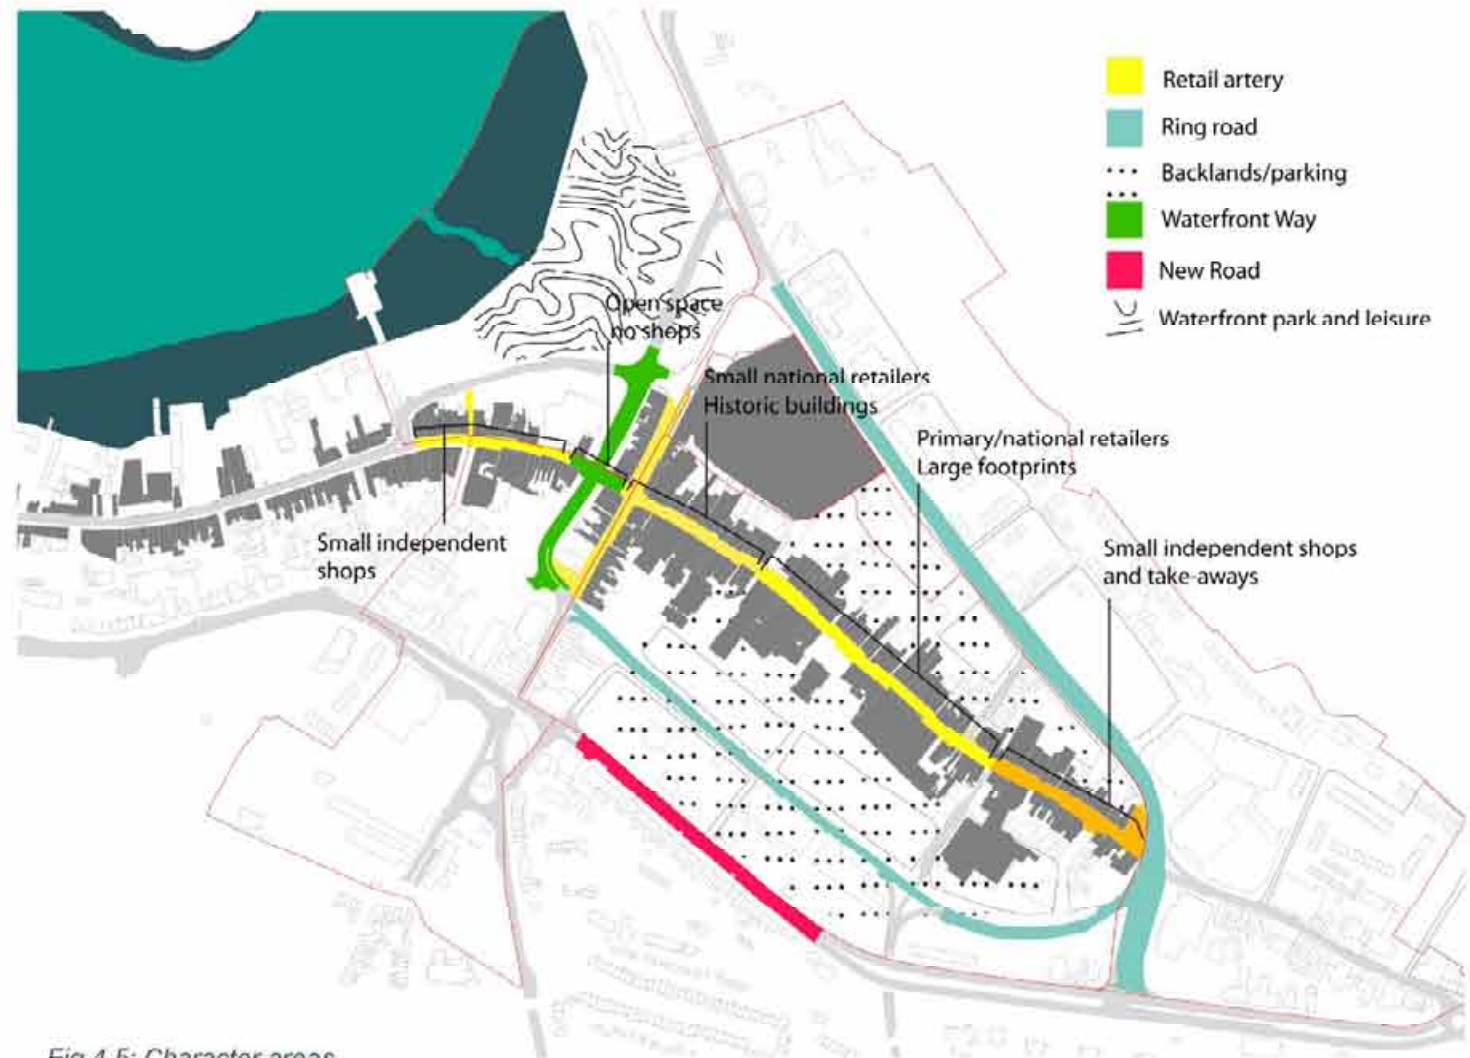 Retail artery
Ring road
Backlands/parking
Waterfront Way
New Road
Waterfront park and leisure
Open space
no shops
Small national retailers
Historic buildings
Primary/national retailers
Large footprints
Small independent
shops
Small independent shops
and take-aways
Fig 4.5: Character areas